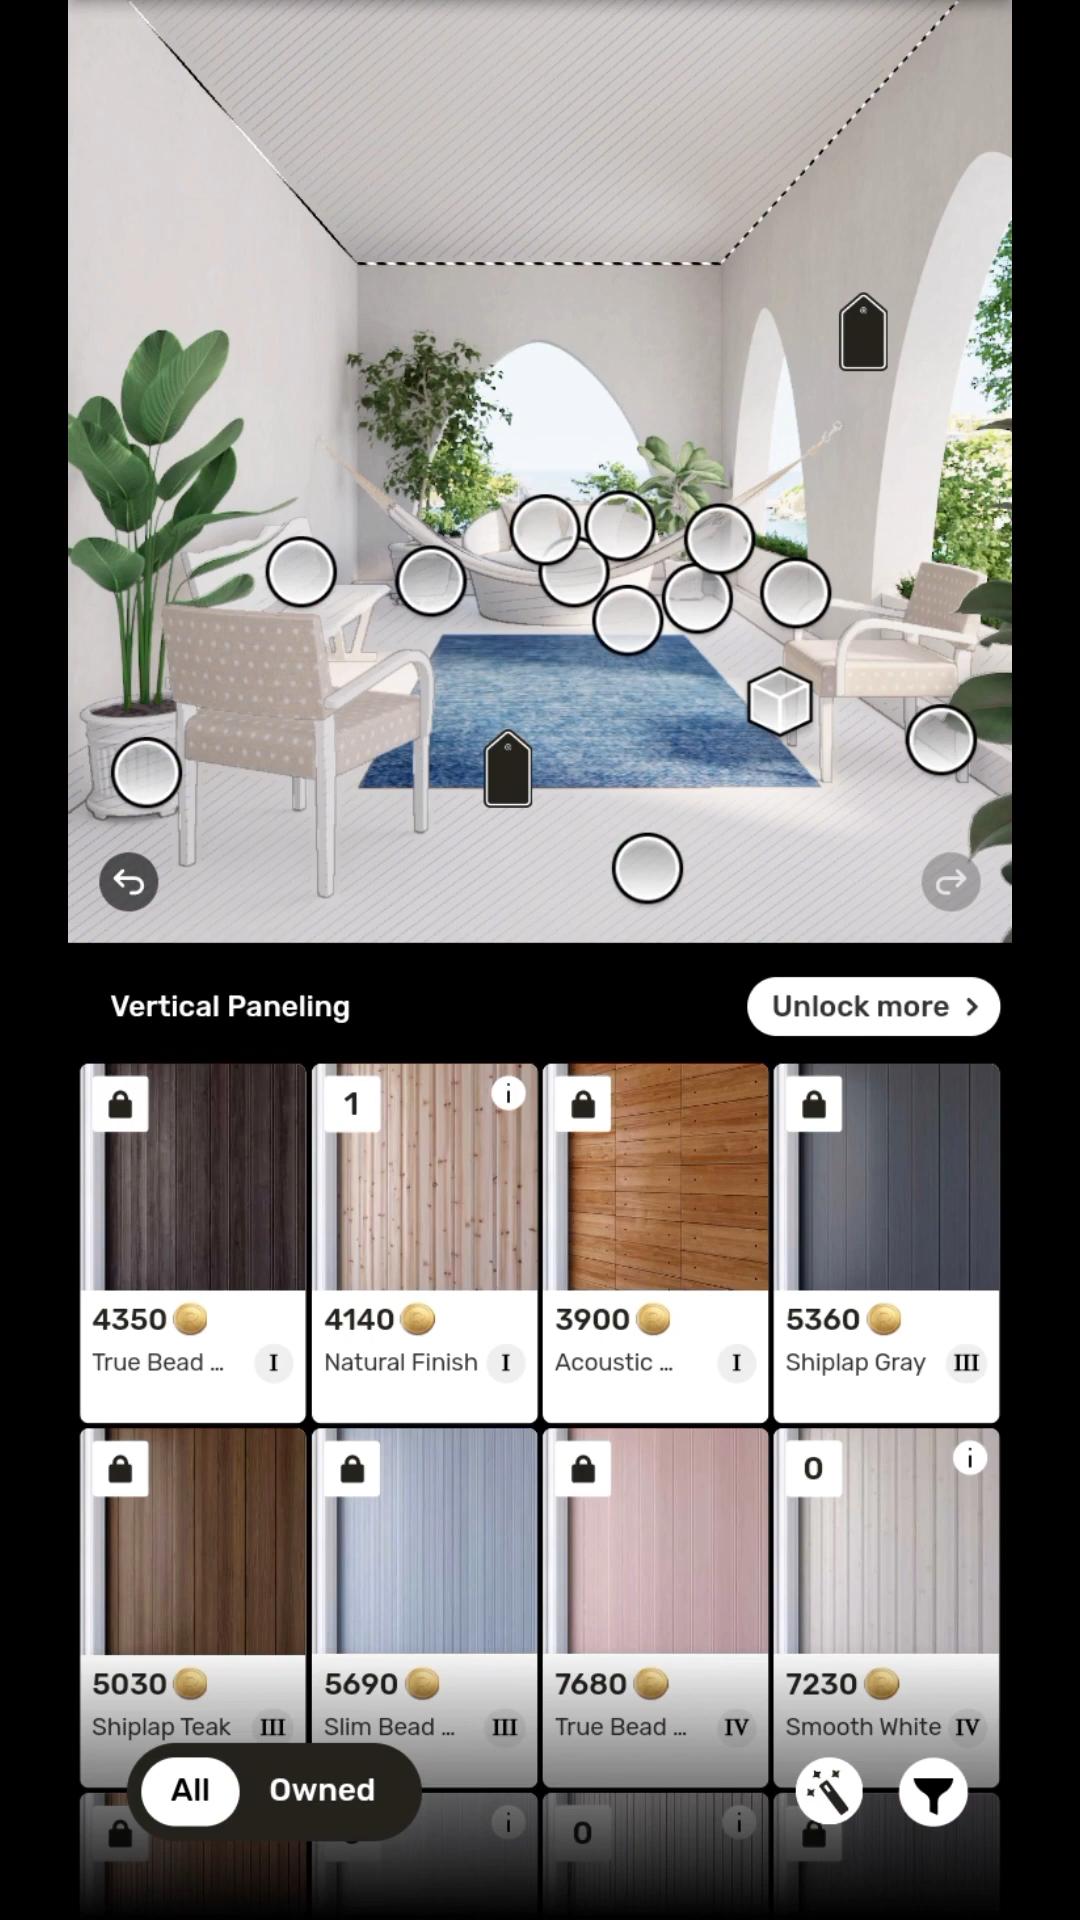 Vertical Paneling
Unlock more
1
i
4350
4140
3900
5360
True Bead ...
I
Natural Finish
I
Acoustic ...
I
Shiplap Gray
III
0
i
5030
5690
7680
7230
Shiplap Teak
III
Slim Bead ...
III
True Bead ...
IV
Smooth White
IV
All
Owned
i
0
i